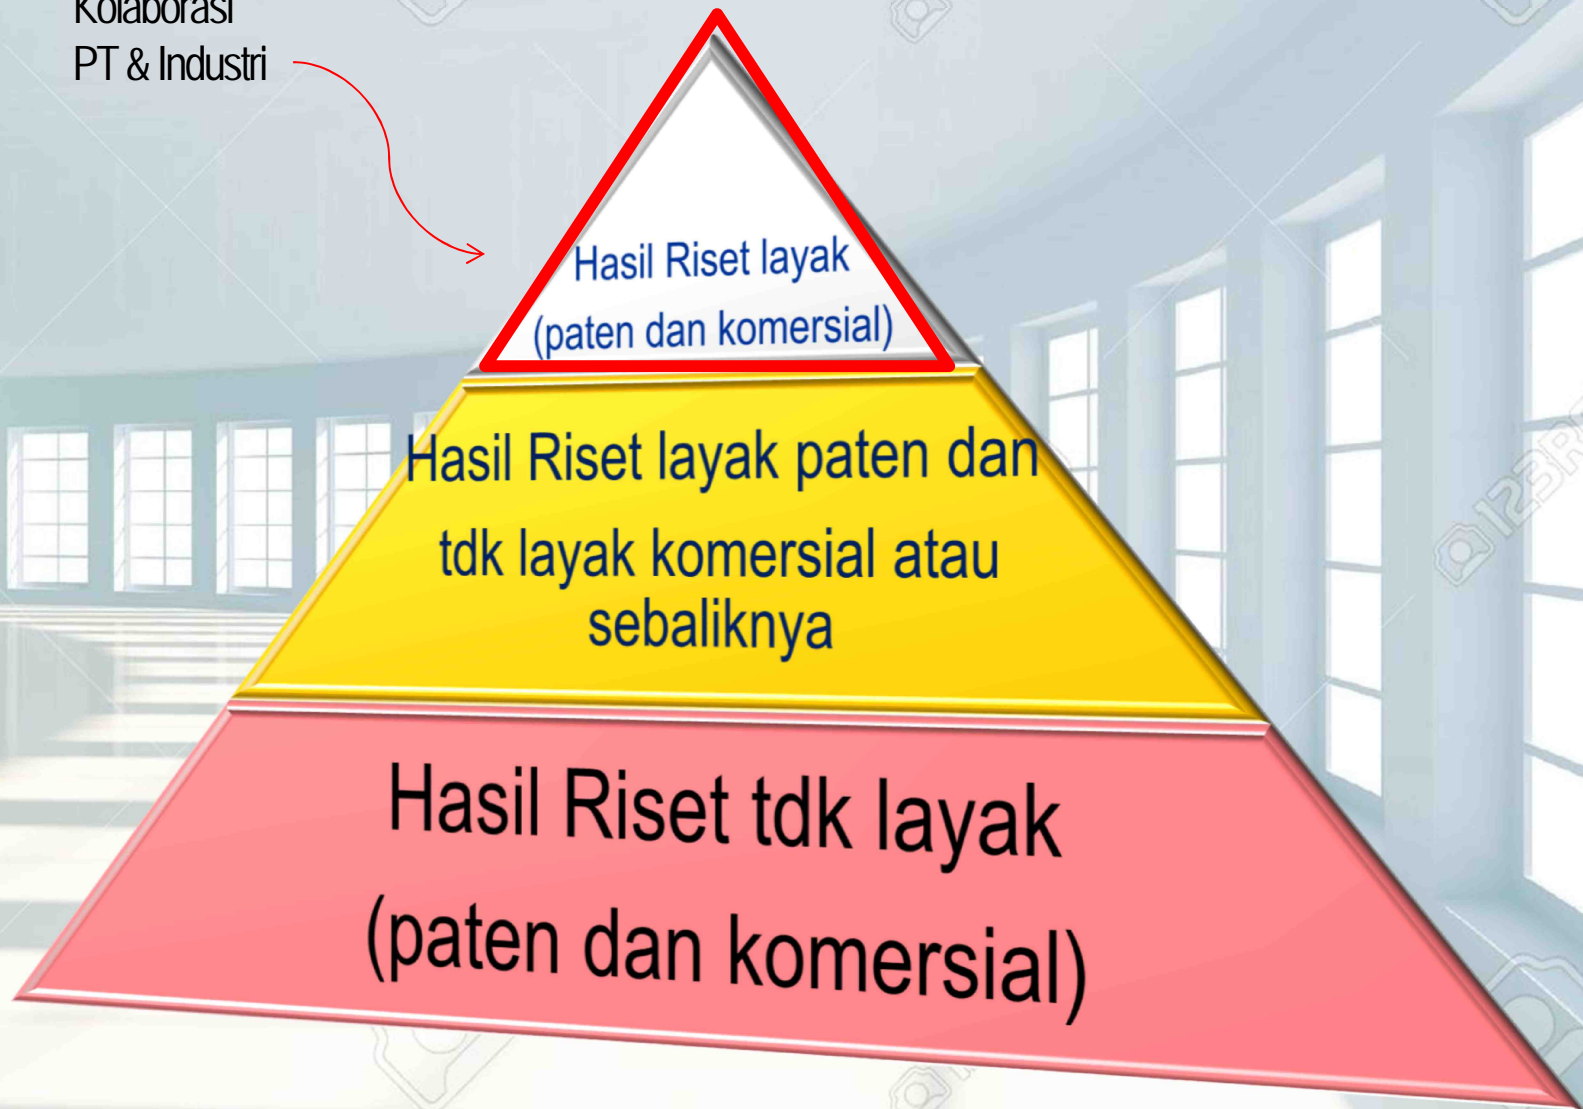 Kolaborasi
PT & Industri
Hasil Riset layak
(paten dan komersial)
Hasil Riset layak paten dan
tdk layak komersial atau
sebaliknya
Hasil Riset tdk layak
(paten dan komersial)